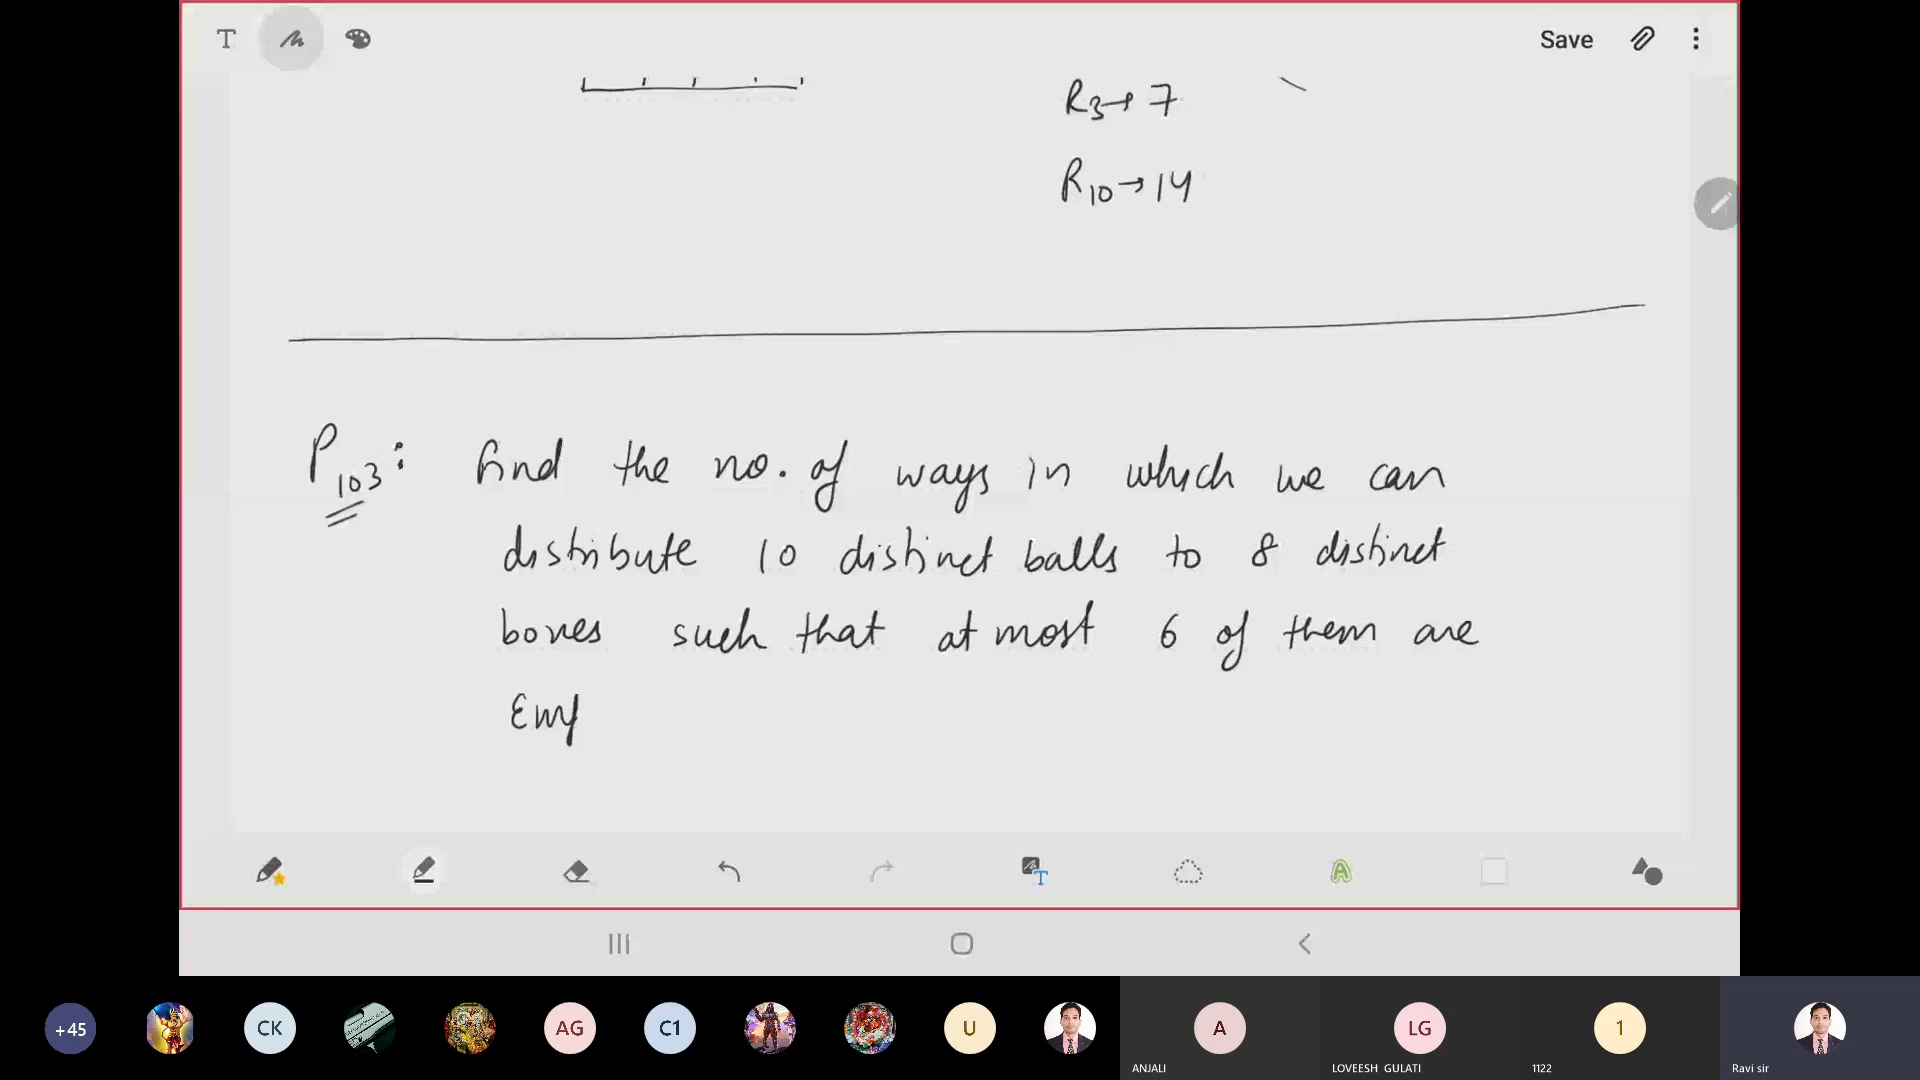 T
Save
R3→7
R10→14
P103: find the no. of ways in which we can
distribute 10 distinct balls to 8 distinct
boxes such that at most 6 of them are
Emp
T
A
+45
CK
AG
C1
U
A
LG
1
ANJALI
LOVEESH GULATI
1122
Ravi sir